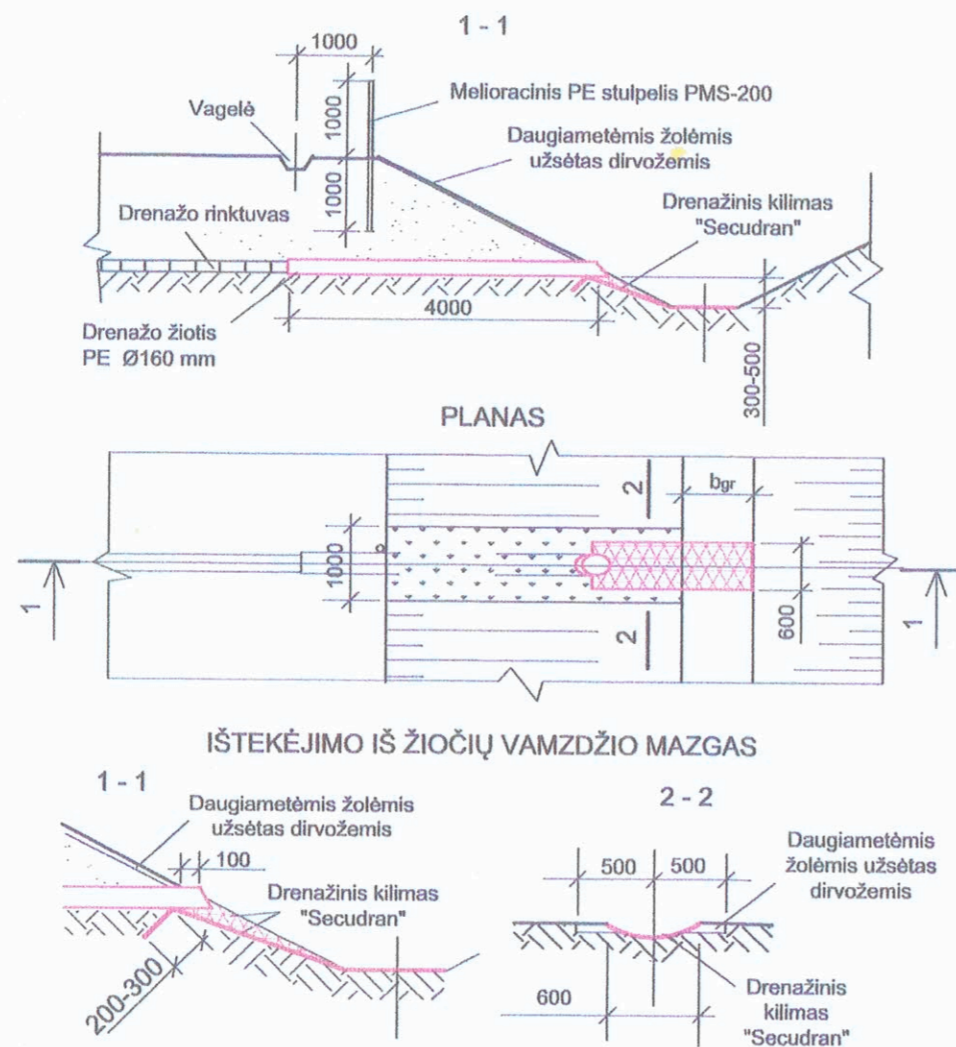 1 - 1
1000
Melioracinis PE stulpelis PMS-200
Vagelė
1000
Daugiametėmis žolėmis
užsėtas dirvožemis
1000
Drenažinis kilimas
"Secudran"
Drenažo rinktuvas
4000
Drenažo žiotis
PE Ø160 mm
300-500
PLANAS
2
bgr
1000
600
1
1
2
IŠTEKĖJIMO IŠ ŽIOČIŲ VAMZDŽIO MAZGAS
1 - 1
Daugiametėmis žolėmis
užsėtas dirvožemis
100
Drenažinis kilimas
"Secudran"
200-300
2 - 2
500
500
Daugiametėmis
žolėmis užsėtas
dirvožemis
600
Drenažinis
kilimas
"Secudran"